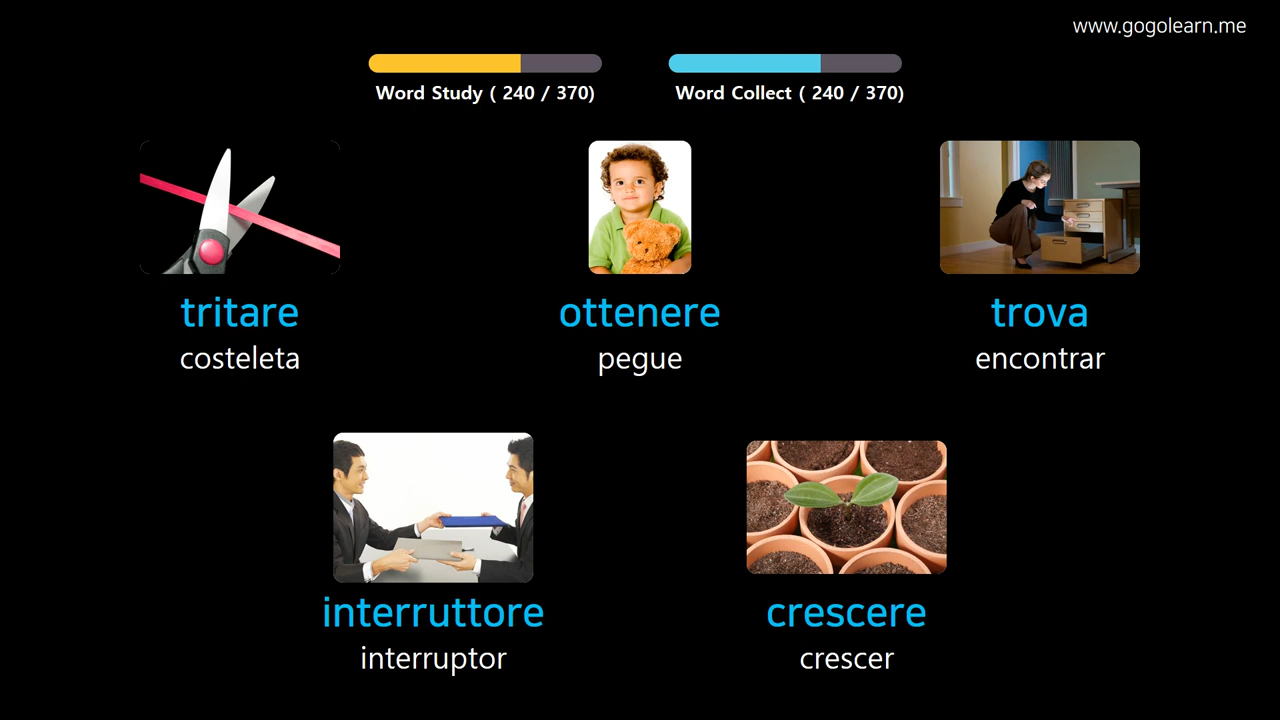 www.gogolearn.me
Word Study ( 240 / 370)
Word Collect ( 240 / 370)
tritare
costeleta
ottenere
pegue
trova
encontrar
interruttore
interruptor
crescere
crescer